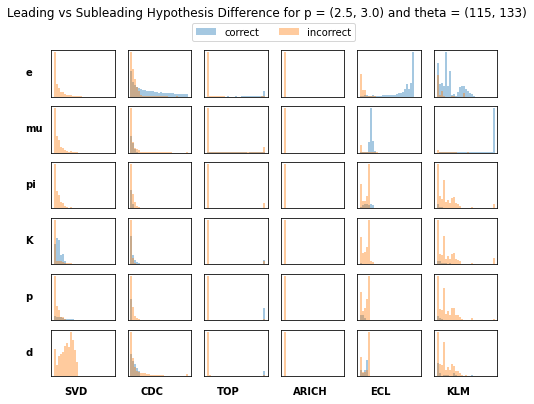 Leading vs Subleading Hypothesis Difference for p = (2.5, 3.0) and theta = (115, 133)
correct incorrect
e
mu
pi
K
p
d
SVD CDC TOP ARICH ECL KLM